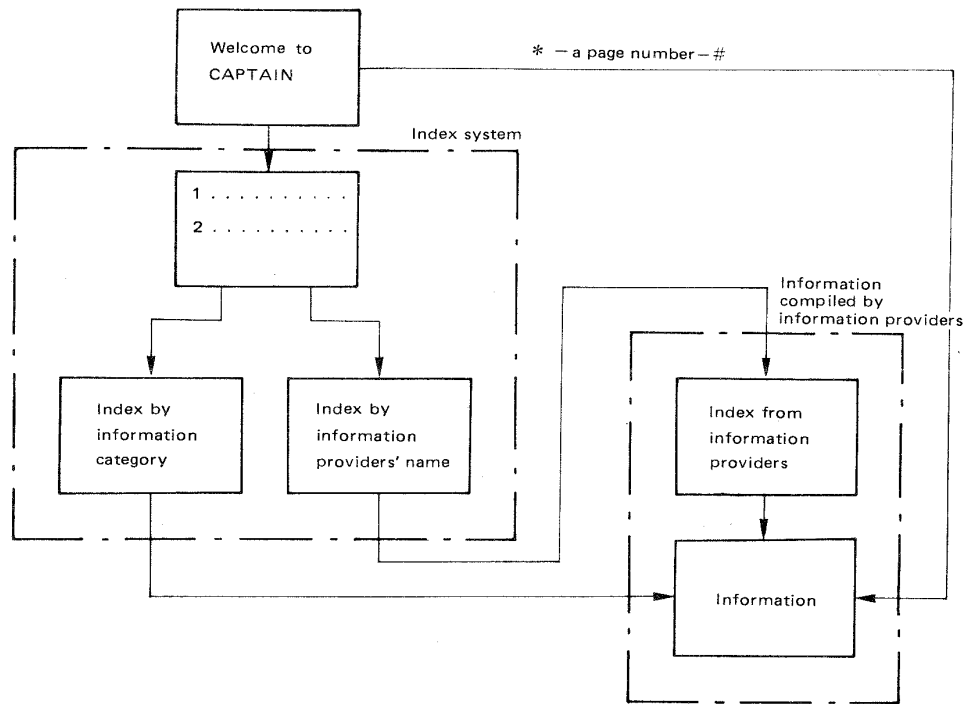 Welcome to
CAPTAIN
* – a page number – #
Index system
1 . . . . . . . . . .
2 . . . . . . . . . .
Information
compiled by
information providers
Index by
information
category
Index by
information
providers' name
Index from
information
providers
Information